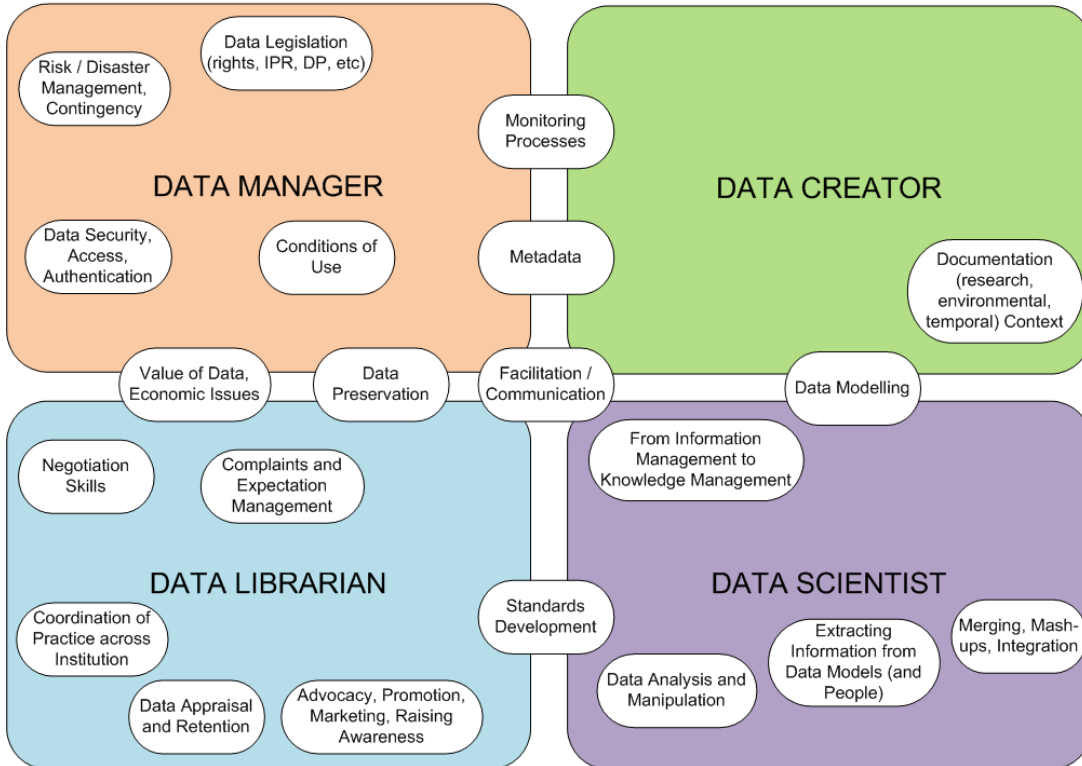 Data Legislation
(rights, IPR, DP, etc)
Risk / Disaster
Management,
Contingency
Monitoring
Processes
DATA MANAGER
DATA CREATOR
Data Security,
Access,
Authentication
Conditions of
Use
Metadata
Documentation
(research,
environmental,
temporal) Context
Value of Data,
Economic Issues
Data
Preservation
Facilitation /
Communication
Data Modelling
Negotiation
Skills
Complaints and
Expectation
Management
From Information
Management to
Knowledge Management
DATA LIBRARIAN
DATA SCIENTIST
Coordination of
Practice across
Institution
Standards
Development
Extracting
Information from
Data Models (and
People)
Merging, Mash-
ups, Integration
Data Analysis and
Manipulation
Data Appraisal
and Retention
Advocacy, Promotion,
Marketing, Raising
Awareness